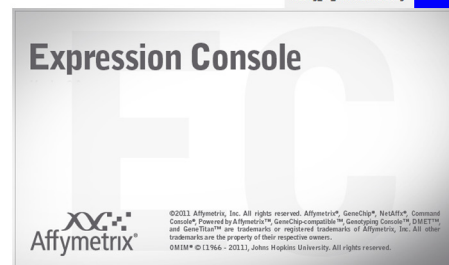 Expression Console
EC
Affymetrix®
©2011 Affymetrix, Inc. All rights reserved. Affymetrix®, GeneChip®, NetAffx®, Command
Console®, Powered by Affymetrix™, GeneChip-compatible™, Genotyping Console™, DMET™,
and GeneTitan™ are trademarks or registered trademarks of Affymetrix, Inc. All other
trademarks are the property of their respective owners.
OMIM® © (1966 - 2011), Johns Hopkins University. All rights reserved.